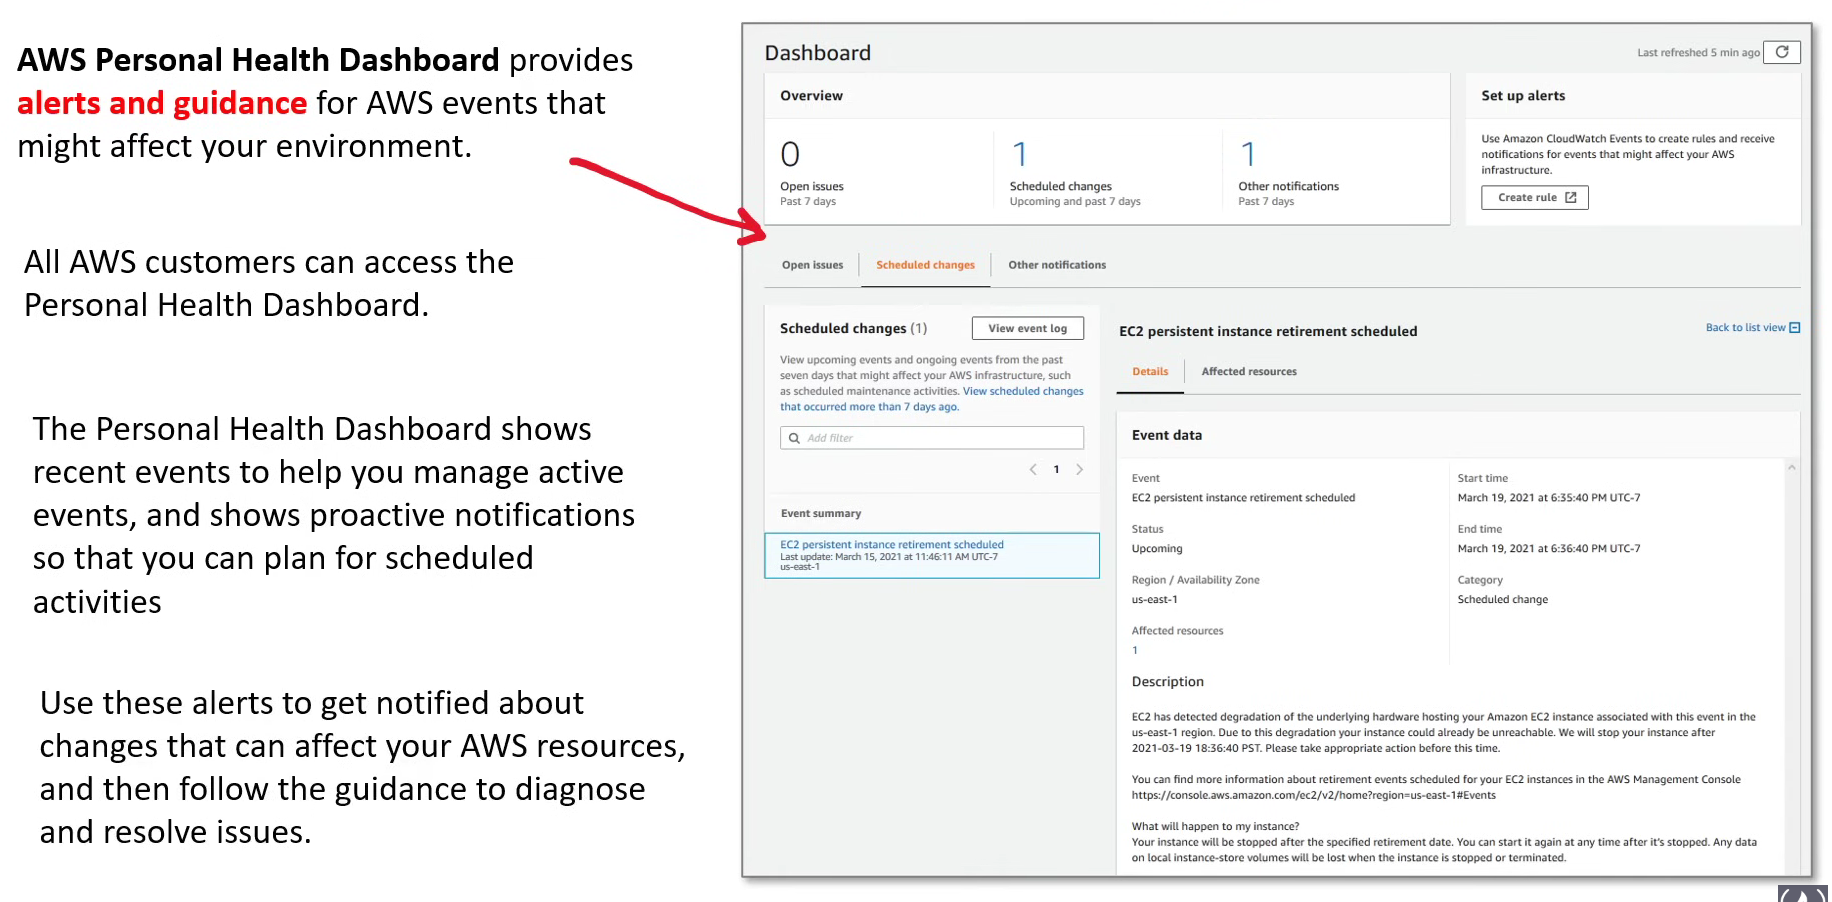 AWS Personal Health Dashboard provides
alerts and guidance for AWS events that
might affect your environment.
All AWS customers can access the
Personal Health Dashboard.
The Personal Health Dashboard shows
recent events to help you manage active
events, and shows proactive notifications
so that you can plan for scheduled
activities
Use these alerts to get notified about
changes that can affect your AWS resources,
and then follow the guidance to diagnose
and resolve issues.
Dashboard
Last refreshed 5 min ago
Overview
0
Open issues
Past 7 days
1
Scheduled changes
Upcoming and past 7 days
1
Other notifications
Past 7 days
Set up alerts
Use Amazon CloudWatch Events to create rules and receive
notifications for events that might affect your AWS
infrastructure.
Create rule
Open issues
Scheduled changes
Other notifications
Scheduled changes (1)
View event log
View upcoming events and ongoing events from the past
seven days that might affect your AWS infrastructure, such
as scheduled maintenance activities. View scheduled changes
that occurred more than 7 days ago.
Add filter
1
Event summary
EC2 persistent instance retirement scheduled
Last update: March 15, 2021 at 11:46:11 AM UTC-7
us-east-1
EC2 persistent instance retirement scheduled
Back to list view
Details
Affected resources
Event data
Event
EC2 persistent instance retirement scheduled
Start time
March 19, 2021 at 6:35:40 PM UTC-7
Status
Upcoming
End time
March 19, 2021 at 6:36:40 PM UTC-7
Region / Availability Zone
us-east-1
Category
Scheduled change
Affected resources
1
Description
EC2 has detected degradation of the underlying hardware hosting your Amazon EC2 instance associated with this event in the
us-east-1 region. Due to this degradation your instance could already be unreachable. We will stop your instance after
2021-03-19 18:36:40 PST. Please take appropriate action before this time.
You can find more information about retirement events scheduled for your EC2 instances in the AWS Management Console
https://console.aws.amazon.com/ec2/v2/home?region=us-east-1#Events
What will happen to my instance?
Your instance will be stopped after the specified retirement date. You can start it again at any time after it's stopped. Any data
on local instance-store volumes will be lost when the instance is stopped or terminated.